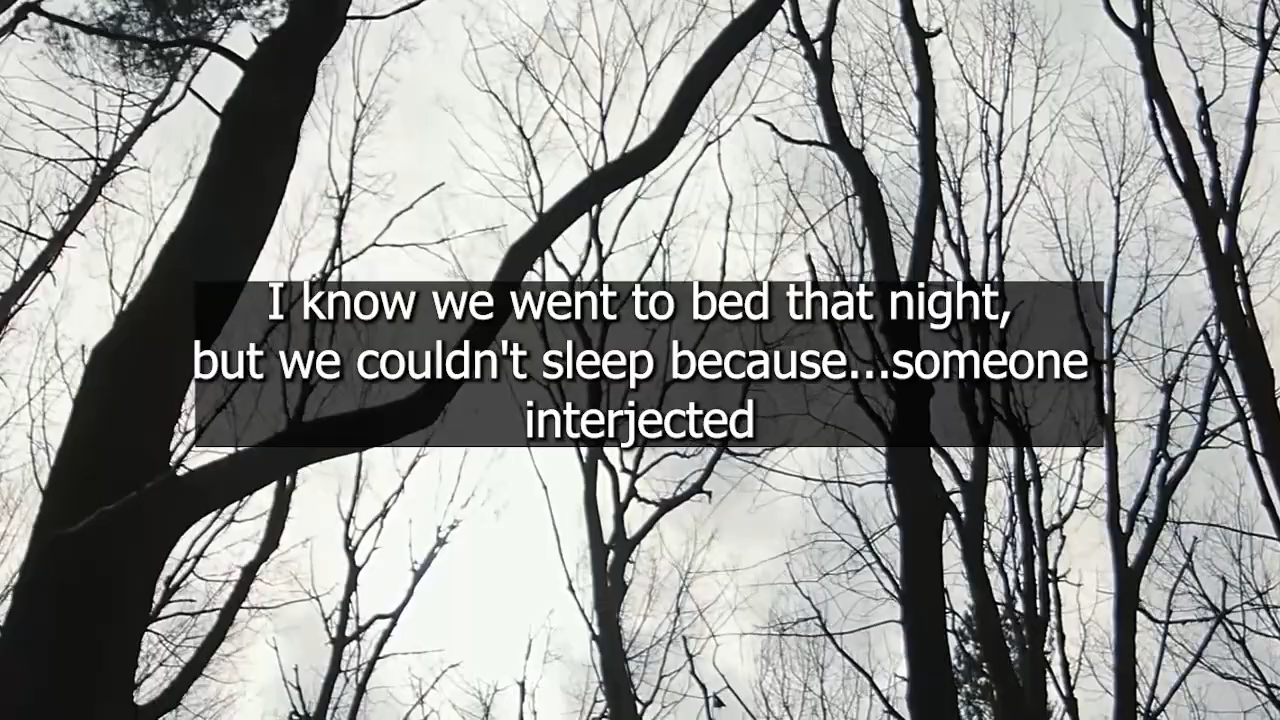 I know we went to bed that night,
but we couldn't sleep because...someone
interjected